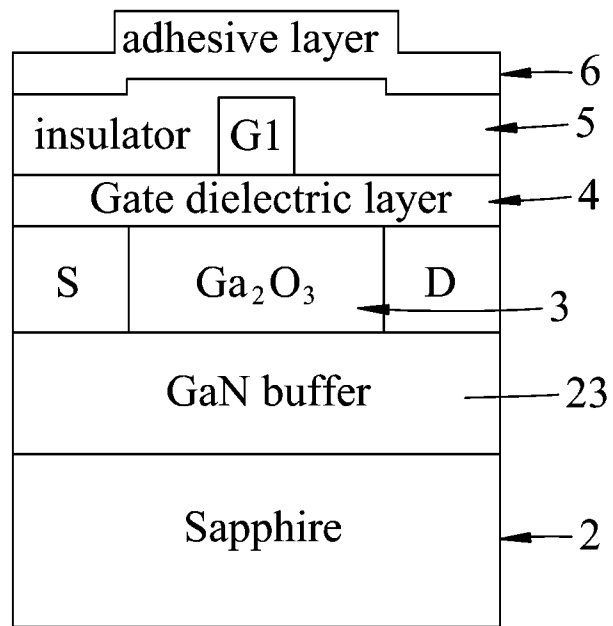 adhesive layer
6
insulator G1
5
Gate dielectric layer
4
S Ga₂O₃ D
3
GaN buffer
23
Sapphire
2